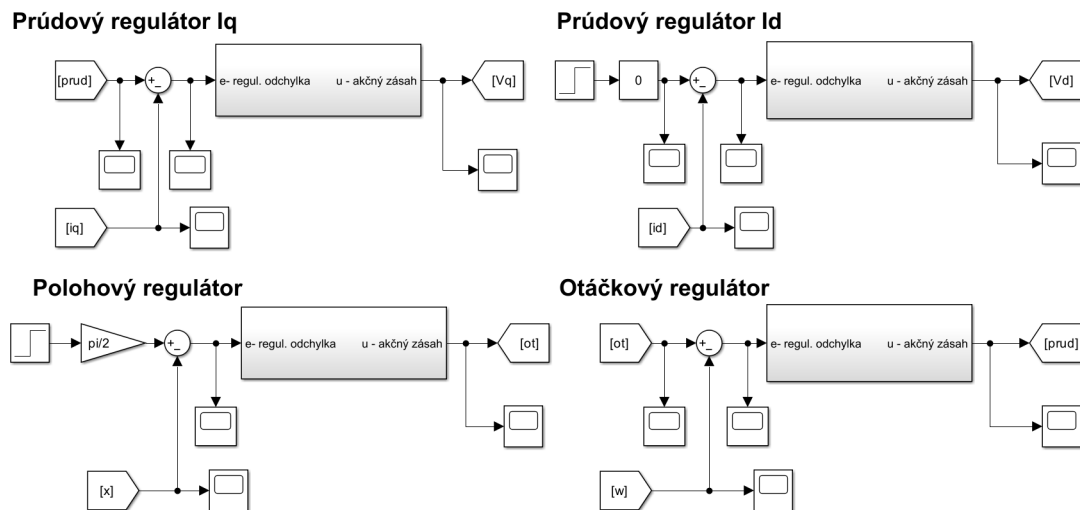 Prúdový regulátor Iq
[prud]
+
_
e- regul. odchylka
u - akčný zásah
[Vq]
[iq]
Prúdový regulátor Id
0
+
_
e- regul. odchylka
u - akčný zásah
[Vd]
[id]
Polohový regulátor
pi/2
+
_
e- regul. odchylka
u - akčný zásah
[ot]
[x]
Otáčkový regulátor
[ot]
+
_
e- regul. odchylka
u - akčný zásah
[prud]
[w]